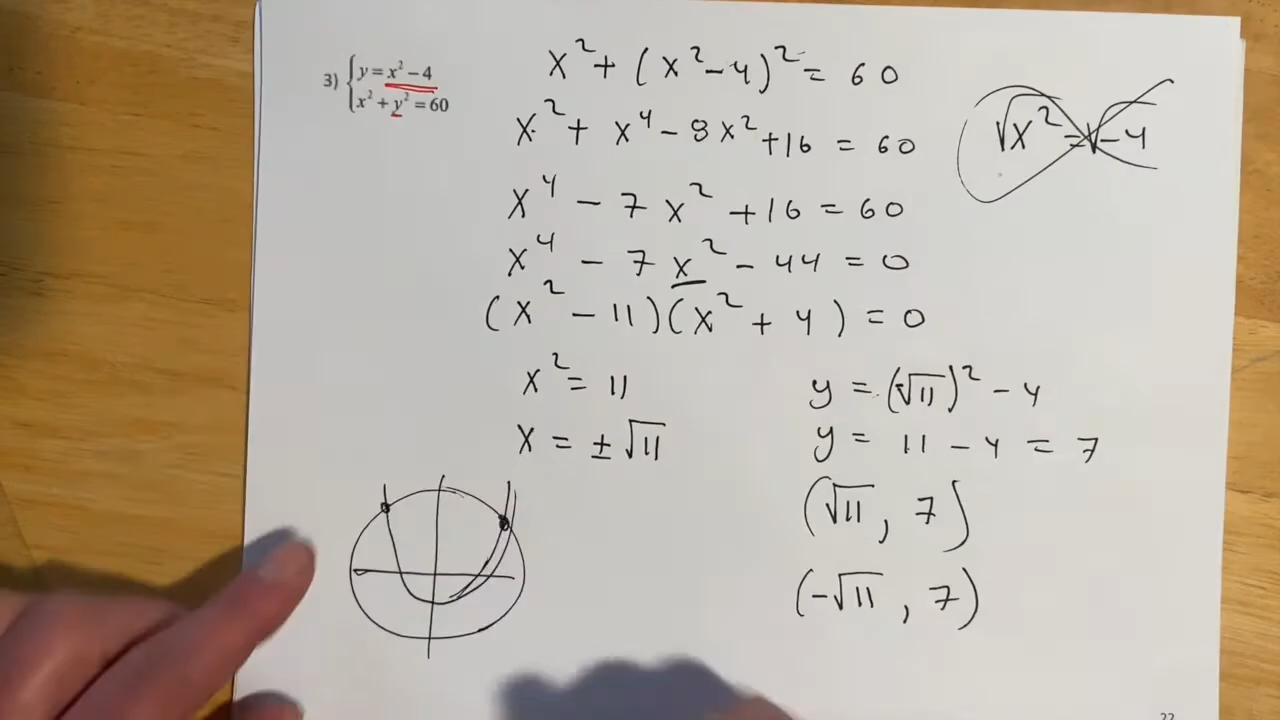 3) { y = x² − 4
x² + y² = 60
x² + (x² − 4)² = 60
x² + x⁴ − 8x² + 16 = 60
√x² = √−4
x⁴ − 7x² + 16 = 60
x⁴ − 7x² − 44 = 0
(x² − 11)(x² + 4) = 0
x² = 11
x = ± √11
y = (√11)² − 4
y = 11 − 4 = 7
(√11, 7)
(−√11, 7)